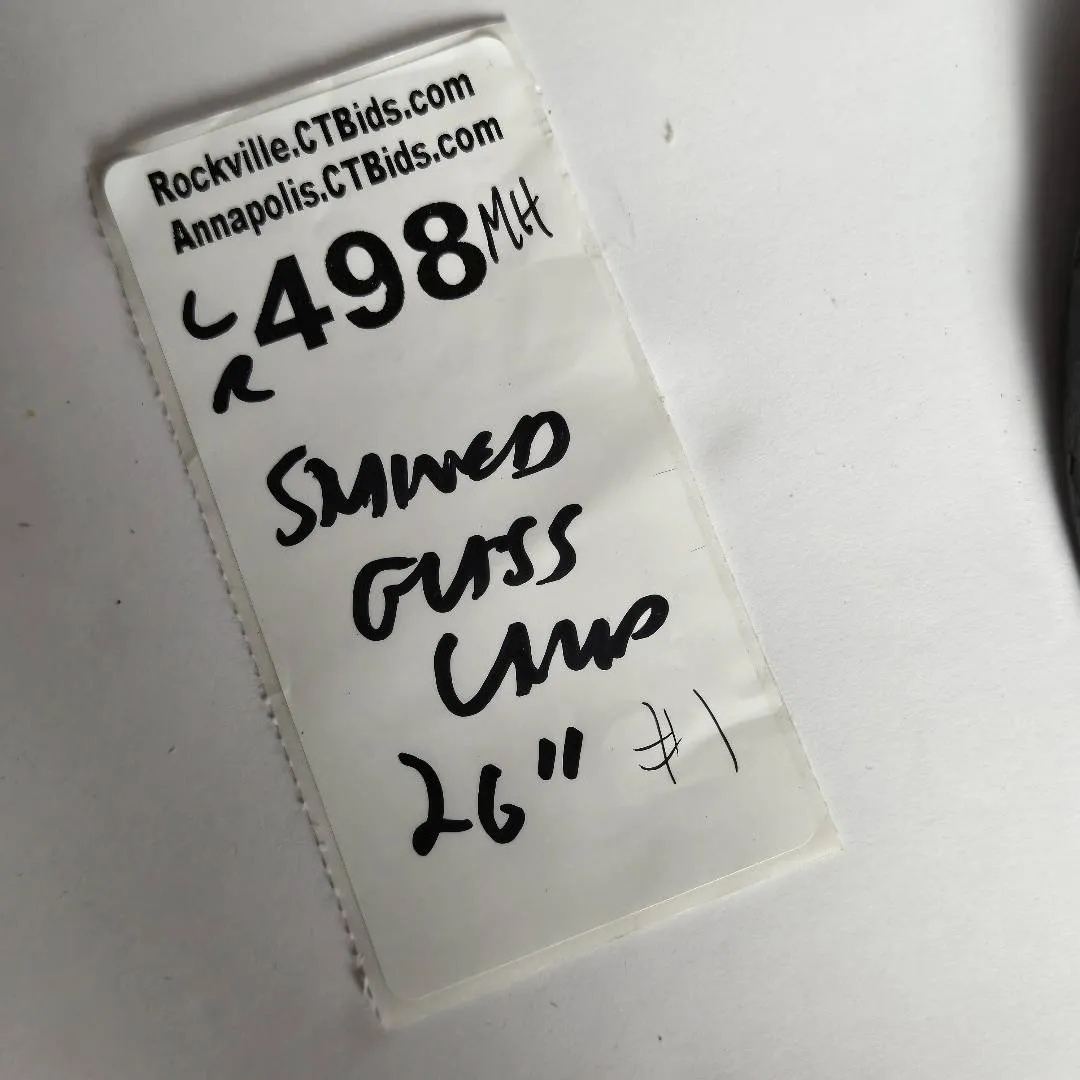 Rockville.CTBids.com
Annapolis.CTBids.com
L 498 MH
R
STAINED
GLASS
LAMP
26" #1